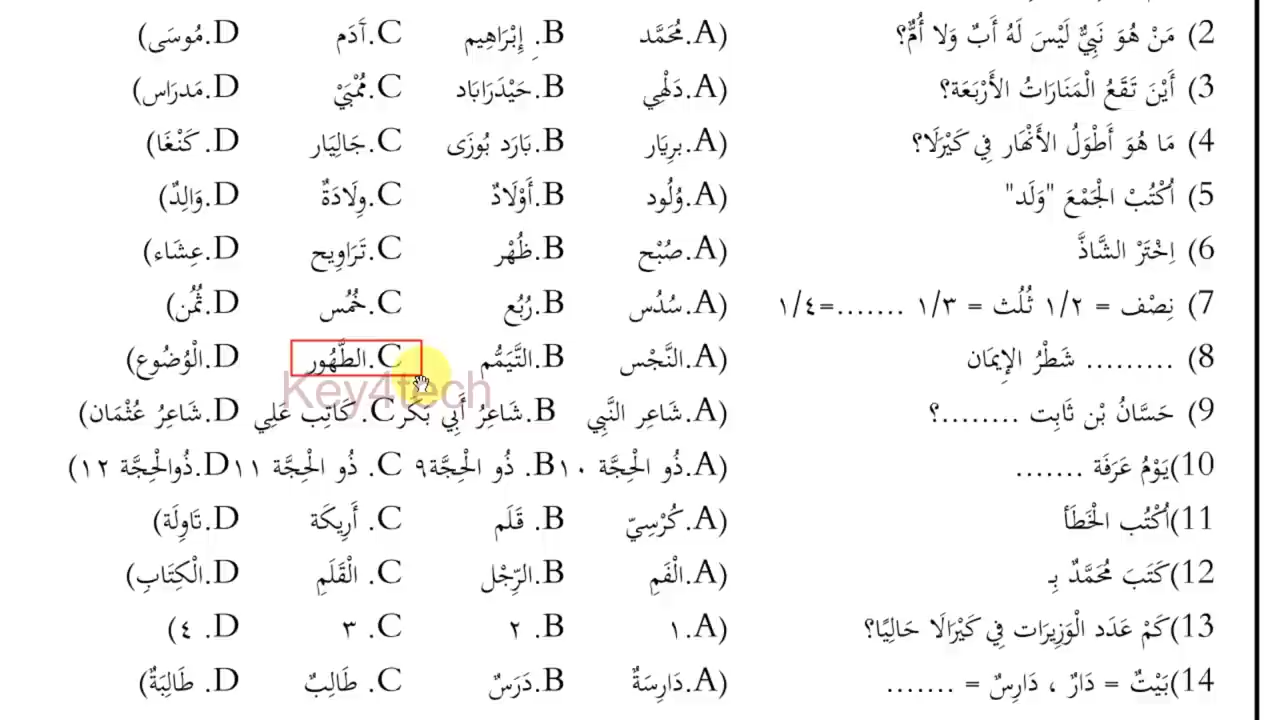 2) مَنْ هُوَ نَبِيٌّ لَيْسَ لَهُ أَبٌ وَلا أُمٌّ؟ (A.مُحَمَّد B. إِبْرَاهِيم C.آدَم D.مُوسَى)
3) أَيْنَ تَقَعُ الْمَنَارَاتُ الأَرْبَعَة؟ (A.دَلْهِي B.حَيْدَرَابَاد C.مُمْبَيْ D.مَدرَاس)
4) مَا هُوَ أَطْوَلُ الأَنْهَار فِي كَيْرَلَا؟ (A.برِيَار B.بَارَد بُوزَى C.جَالِيَار D. كَنْغَا)
5) اُكْتُبْ الْجَمْعَ "وَلَد" (A.وُلُود B.أَوْلَادٌ C.وِلَادَةٌ D.وَالِدٌ)
6) اِخْتَرْ الشَّاذَّ (A.صُبْح B.ظُهْر C.تَرَاوِيح D.عِشَاء)
7) نِصْف = ١/٢ ثُلُث = ١/٣ .......=١/٤ (A.سُدُس B.رُبُع C.خُمُس D.ثُمُن)
8) ......... شَطْرُ الإِيمَان (A.النَّجْس B.التَّيَمُّم C.الطَّهُور D.الْوُضُوع)
Key4tech
9) حَسَّانُ بْن ثَابِت ........؟ (A.شَاعِر النَّبِي B.شَاعِرُ أَبِي بَكَر C.كَاتِب عَلِي D.شَاعِرُ عُثْمَان)
10)يَوْمُ عَرَفَة ....... (A.ذُو الْحِجَّة ١٠ B. ذُو الْحِجَّة٩ C. ذُو الْحِجَّة ١١ D.ذُوالْحِجَّة ١٢)
11)اُكْتُب الْخَطَأ (A.كُرْسِيّ B. قَلَم C. أَرِيكَة D.تَاوِلَة)
12)كَتَبَ مُحَمَّدٌ بِـ (A.الْفَمِ B.الرِّجْل C. الْقَلَمِ D.الْكِتَابِ)
13)كَمْ عَدَد الْوَزِيرَات فِي كَيْرَالَا حَالِيًا؟ (A.١ B. ٢ C. ٣ D. ٤)
14)بَيْتٌ = دَارٌ ، دَارِسٌ = ....... (A.دَارِسَةٌ B.دَرَسٌ C. طَالِبٌ D. طَالِبَةٌ)